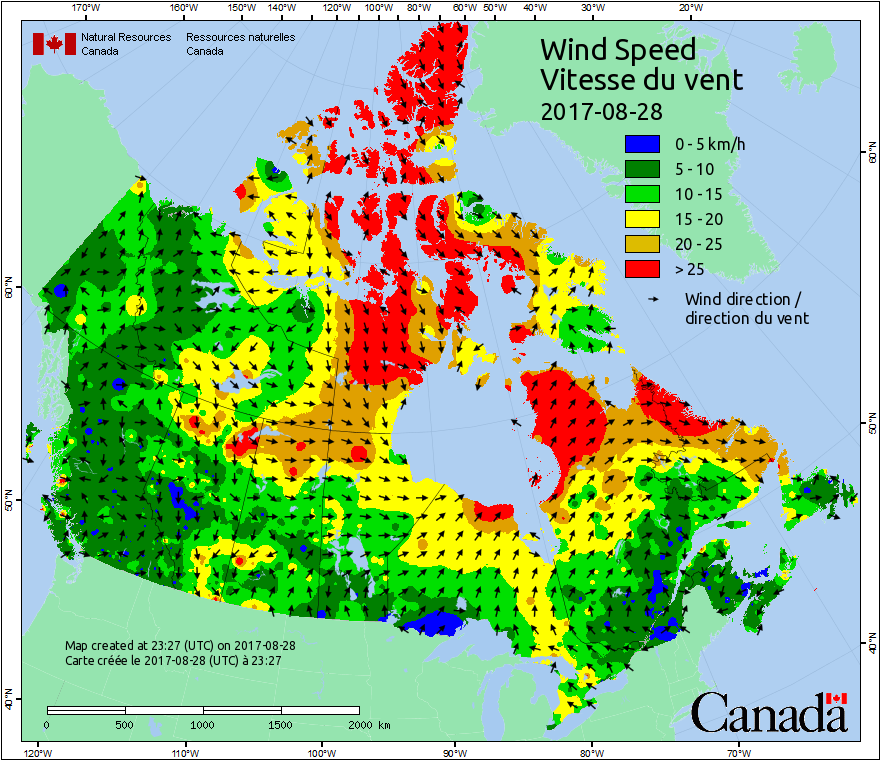 170°W 160°W 150°W 140°W 130°W 120°W 110°W 100°W 90°W 80°W 70°W 60°W 50°W 40°W 30°W 20°W
Natural Resources Ressources naturelles
Canada Canada
Wind Speed
Vitesse du vent
2017-08-28
0 - 5 km/h
5 - 10
10 - 15
15 - 20
20 - 25
> 25
Wind direction /
direction du vent
60°N
60°N
50°N
50°N
40°N
40°N
Map created at 23:27 (UTC) on 2017-08-28
Carte créée le 2017-08-28 (UTC) à 23:27
0 500 1000 1500 2000 km
Canada
120°W 110°W 100°W 90°W 80°W 70°W